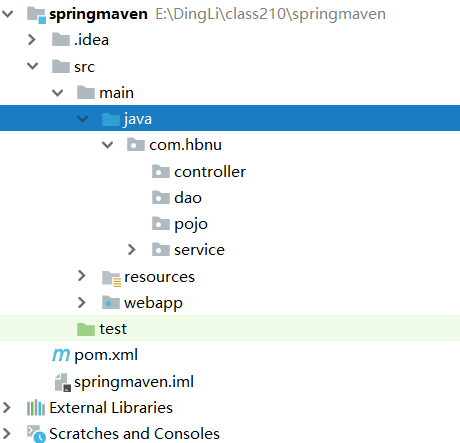 springmaven E:\DingLi\class210\springmaven
.idea
src
main
java
com.hbnu
controller
dao
pojo
service
resources
webapp
test
pom.xml
springmaven.iml
External Libraries
Scratches and Consoles